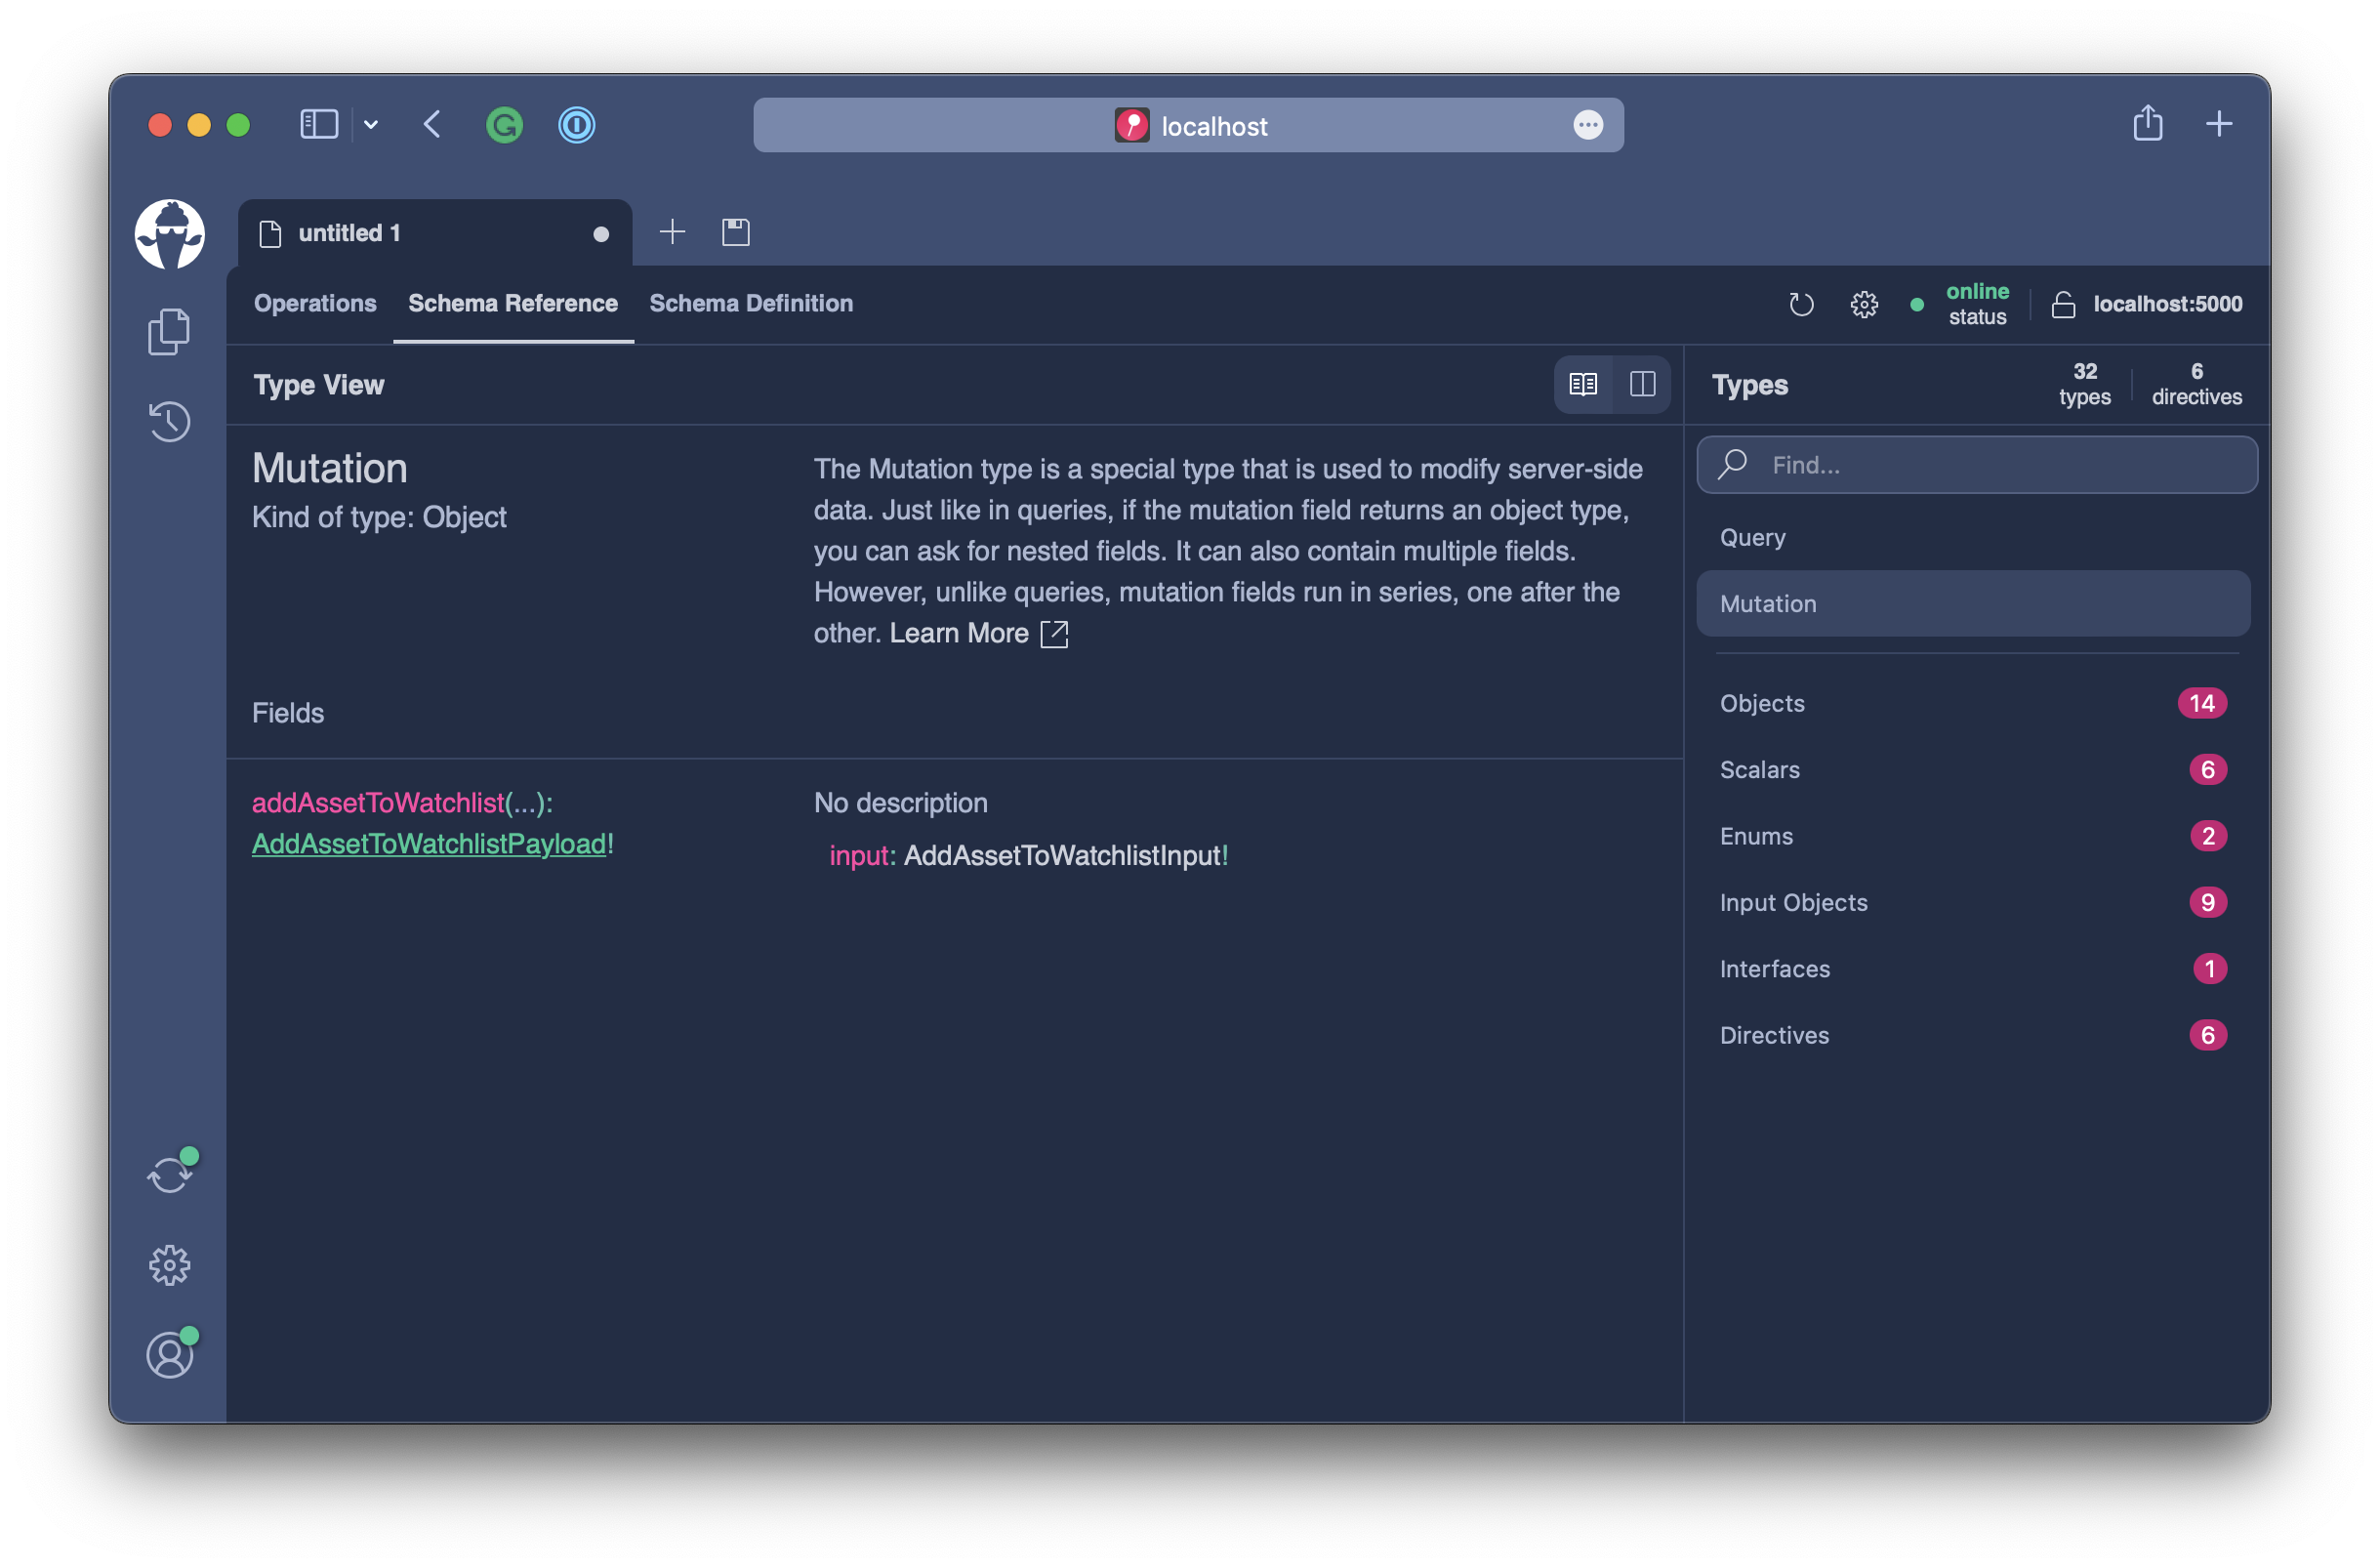 localhost
untitled 1
Operations
Schema Reference
Schema Definition
online
status
localhost:5000
Type View
Types
32
types
6
directives
Mutation
Kind of type: Object
The Mutation type is a special type that is used to modify server-side
data. Just like in queries, if the mutation field returns an object type,
you can ask for nested fields. It can also contain multiple fields.
However, unlike queries, mutation fields run in series, one after the
other. Learn More
Fields
addAssetToWatchlist(...):
AddAssetToWatchlistPayload!
No description
input: AddAssetToWatchlistInput!
Find...
Query
Mutation
Objects 14
Scalars 6
Enums 2
Input Objects 9
Interfaces 1
Directives 6